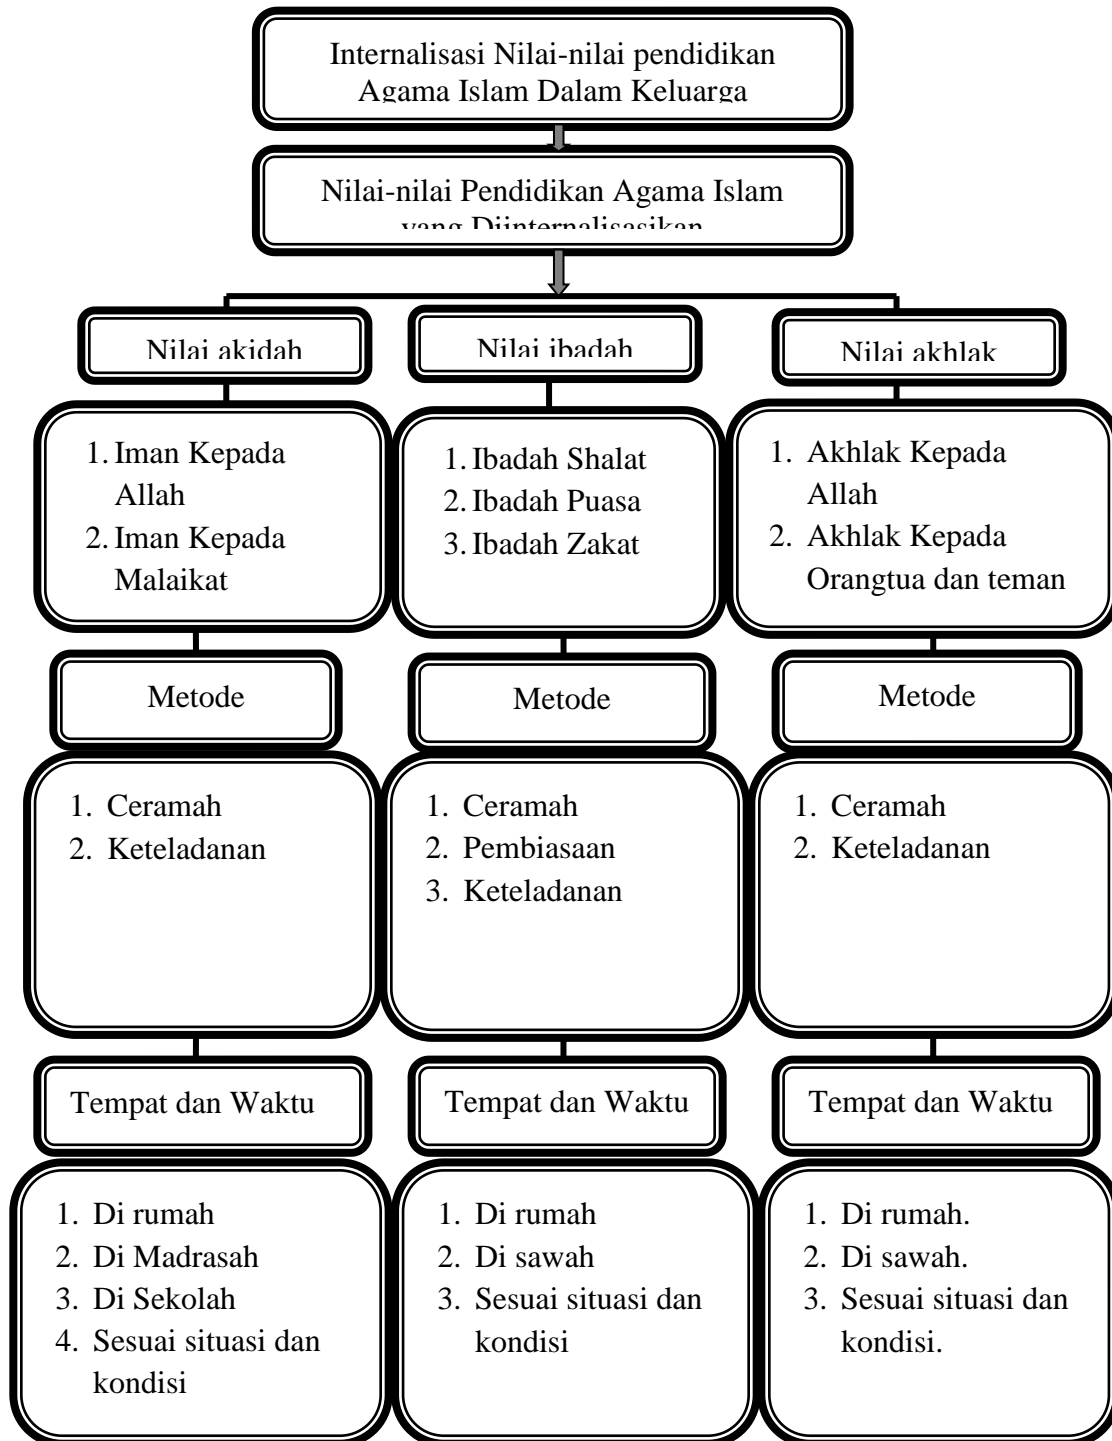 Internalisasi Nilai-nilai pendidikan
Agama Islam Dalam Keluarga
Nilai-nilai Pendidikan Agama Islam
yang Diinternalisasikan
Nilai akidah
Nilai ibadah
Nilai akhlak
1. Iman Kepada
Allah
2. Iman Kepada
Malaikat
1. Ibadah Shalat
2. Ibadah Puasa
3. Ibadah Zakat
1. Akhlak Kepada
Allah
2. Akhlak Kepada
Orangtua dan teman
Metode
Metode
Metode
1. Ceramah
2. Keteladanan
1. Ceramah
2. Pembiasaan
3. Keteladanan
1. Ceramah
2. Keteladanan
Tempat dan Waktu
Tempat dan Waktu
Tempat dan Waktu
1. Di rumah
2. Di Madrasah
3. Di Sekolah
4. Sesuai situasi dan
kondisi
1. Di rumah
2. Di sawah
3. Sesuai situasi dan
kondisi
1. Di rumah.
2. Di sawah.
3. Sesuai situasi dan
kondisi.